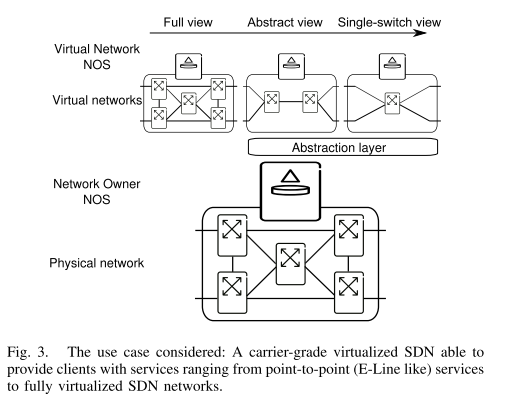 Full view Abstract view Single-switch view
Virtual Network
NOS
Virtual networks
Abstraction layer
Network Owner
NOS
Physical network
Fig. 3. The use case considered: A carrier-grade virtualized SDN able to
provide clients with services ranging from point-to-point (E-Line like) services
to fully virtualized SDN networks.